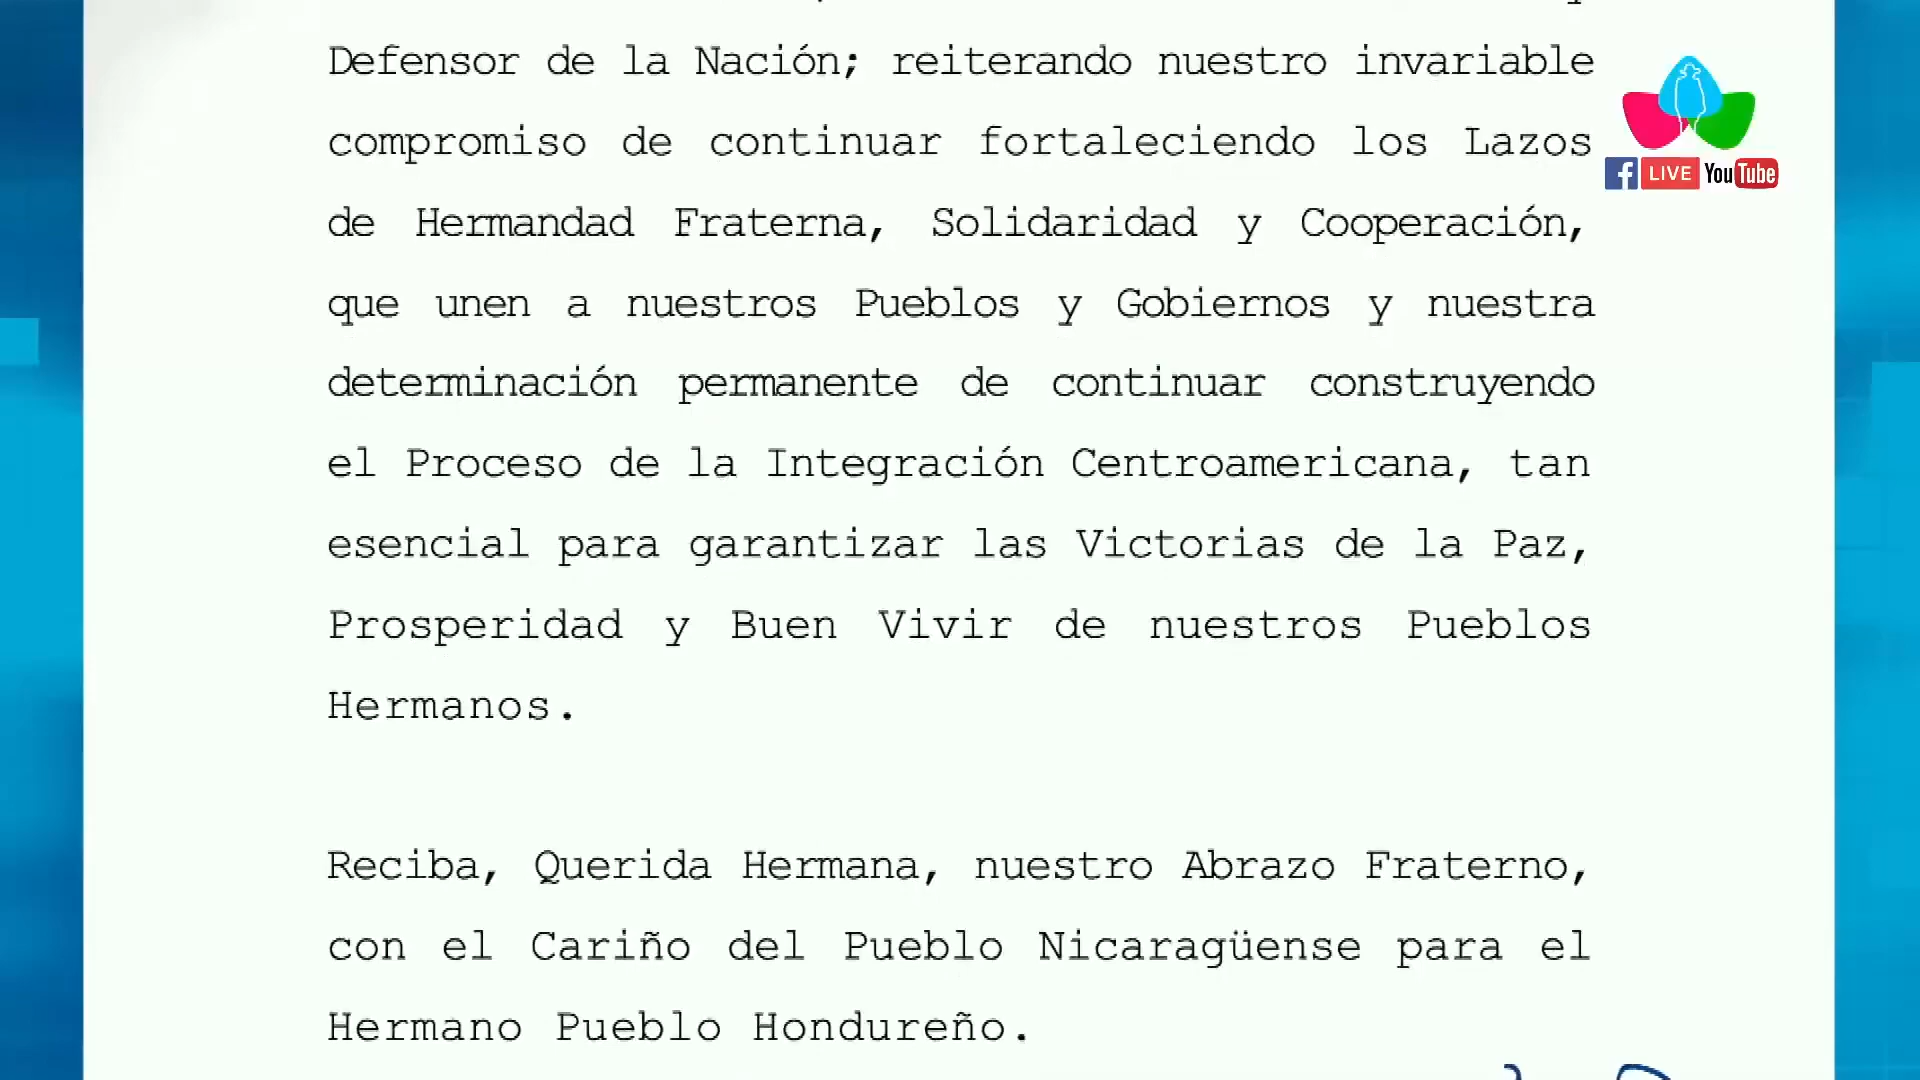 Defensor de la Nación; reiterando nuestro invariable
compromiso de continuar fortaleciendo los Lazos
de Hermandad Fraterna, Solidaridad y Cooperación,
que unen a nuestros Pueblos y Gobiernos y nuestra
determinación permanente de continuar construyendo
el Proceso de la Integración Centroamericana, tan
esencial para garantizar las Victorias de la Paz,
Prosperidad y Buen Vivir de nuestros Pueblos
Hermanos.
Reciba, Querida Hermana, nuestro Abrazo Fraterno,
con el Cariño del Pueblo Nicaragüense para el
Hermano Pueblo Hondureño.
f LIVE YouTube